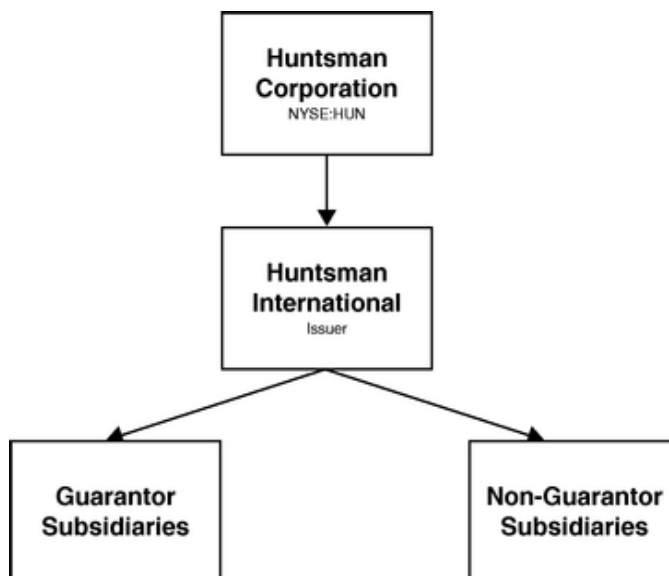 Huntsman
Corporation
NYSE:HUN
Huntsman
International
Issuer
Guarantor
Subsidiaries
Non-Guarantor
Subsidiaries